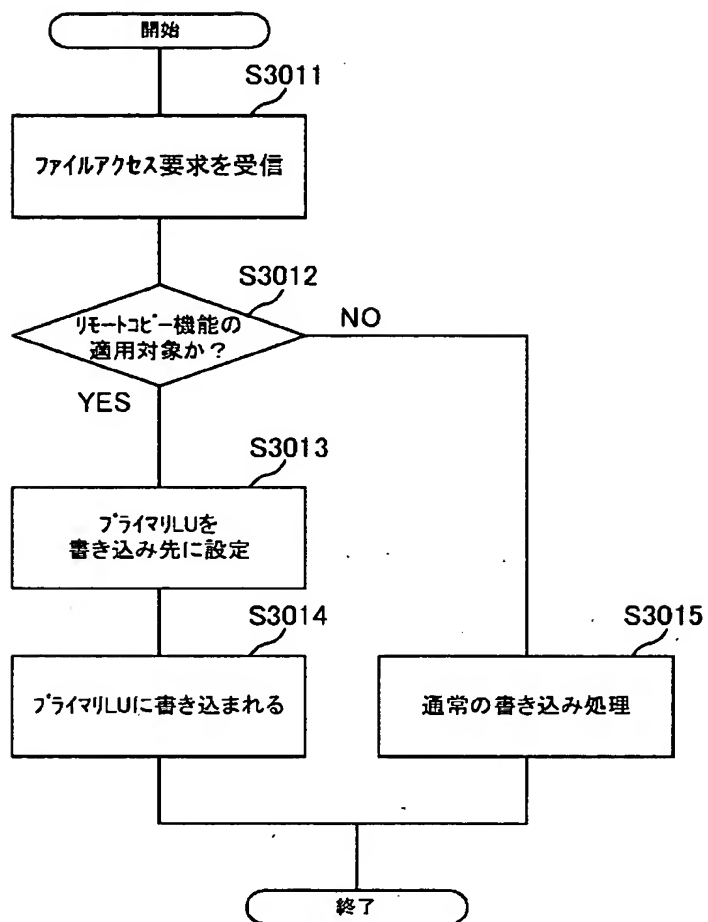 開始
S3011
ファイルアクセス要求を受信
S3012
リモートコピー機能の
適用対象か？
NO
YES
S3013
プライマリLUを
書き込み先に設定
S3014
プライマリLUに書き込まれる
S3015
通常の書き込み処理
終了